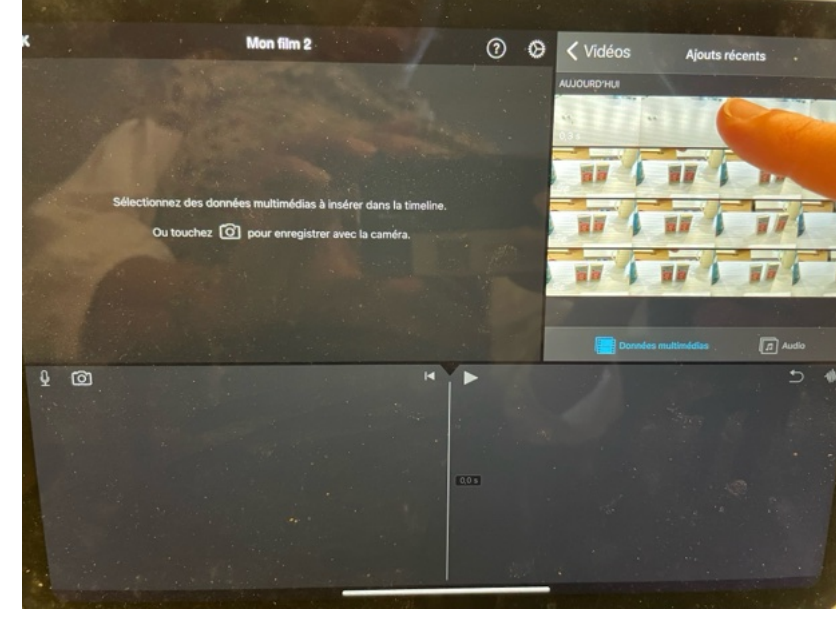 Mon film 2
Vidéos
Ajouts récents
AUJOURD'HUI
Sélectionnez des données multimédias à insérer dans la timeline.
Ou touchez pour enregistrer avec la caméra.
Données multimédias
Audio
0,0 s